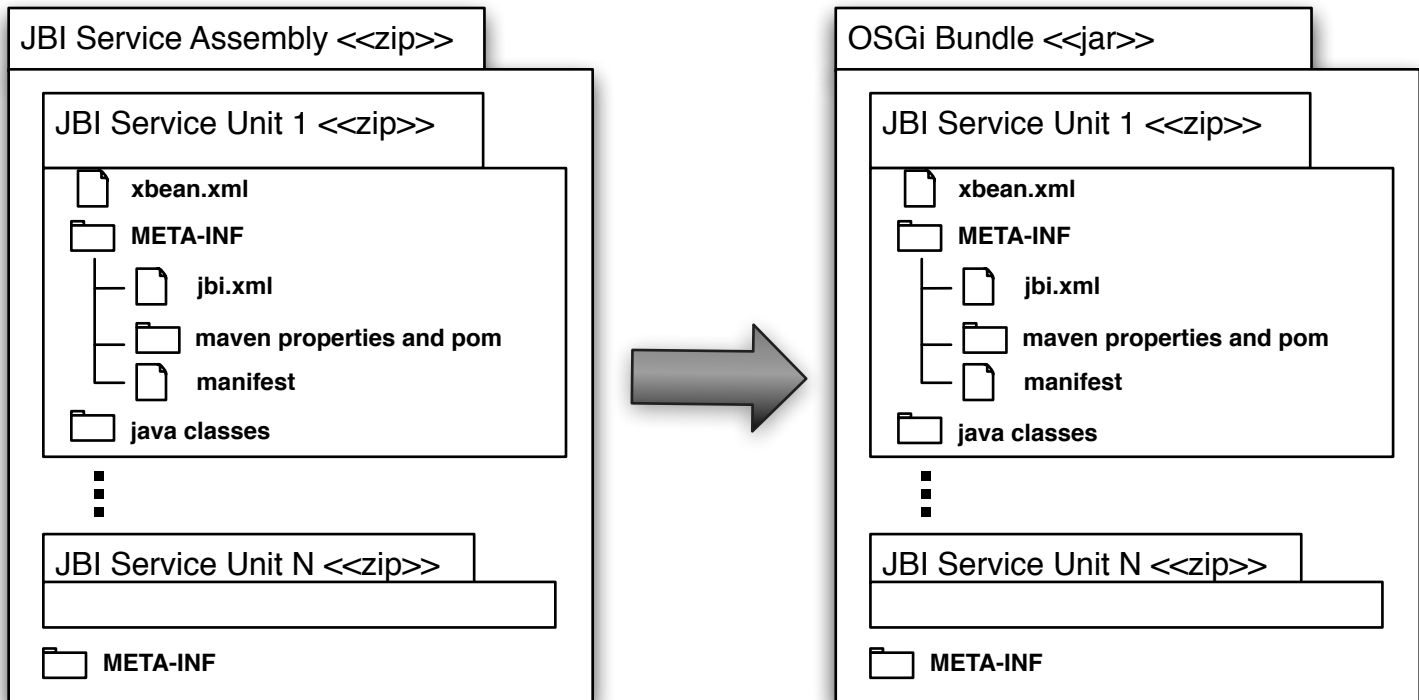 JBI Service Assembly <<zip>>
JBI Service Unit 1 <<zip>>
xbean.xml
META-INF
jbi.xml
maven properties and pom
manifest
java classes
JBI Service Unit N <<zip>>
META-INF
OSGi Bundle <<jar>>
JBI Service Unit 1 <<zip>>
xbean.xml
META-INF
jbi.xml
maven properties and pom
manifest
java classes
JBI Service Unit N <<zip>>
META-INF